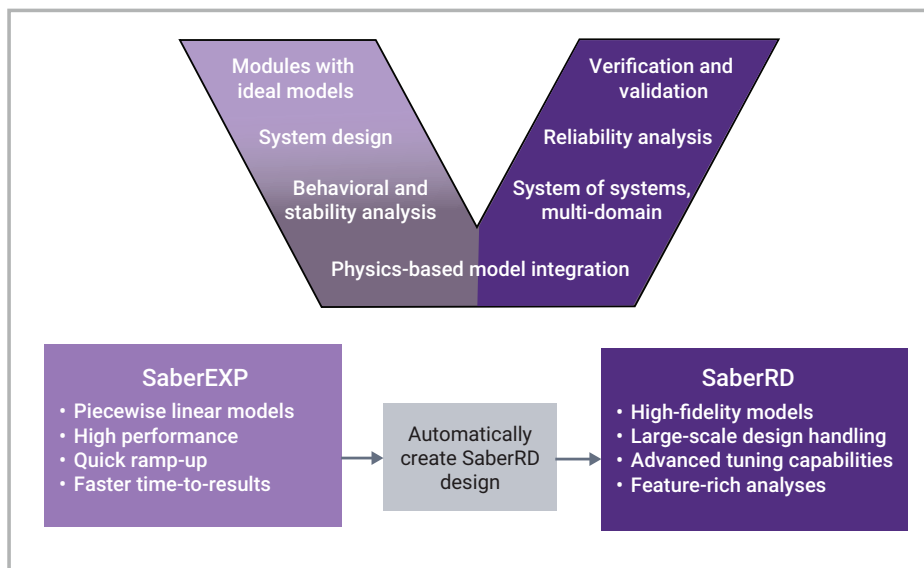 Modules with
ideal models
System design
Behavioral and
stability analysis
Verification and
validation
Reliability analysis
System of systems,
multi-domain
Physics-based model integration
SaberEXP
• Piecewise linear models
• High performance
• Quick ramp-up
• Faster time-to-results
Automatically
create SaberRD
design
SaberRD
• High-fidelity models
• Large-scale design handling
• Advanced tuning capabilities
• Feature-rich analyses